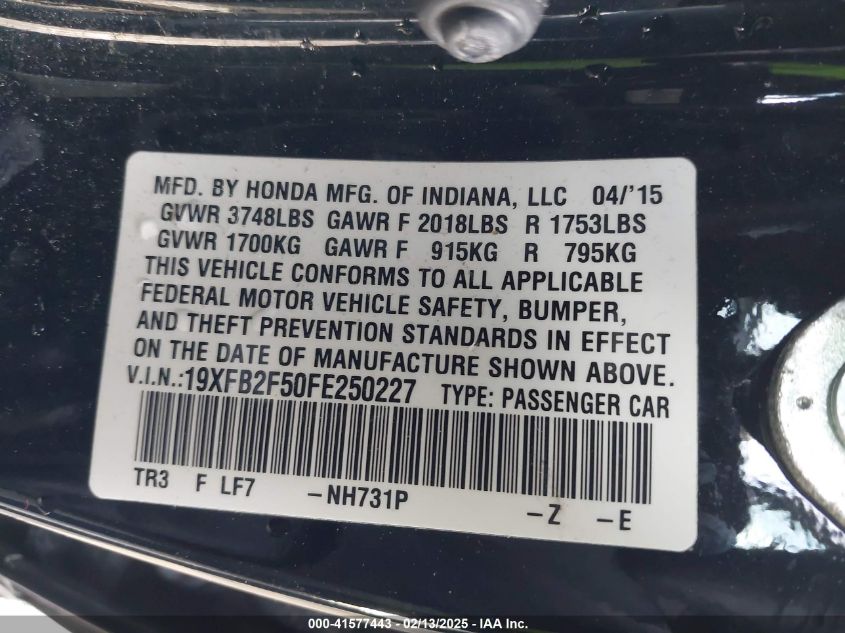 MFD. BY HONDA MFG. OF INDIANA, LLC 04/'15
GVWR 3748LBS GAWR F 2018LBS R 1753LBS
GVWR 1700KG GAWR F 915KG R 795KG
THIS VEHICLE CONFORMS TO ALL APPLICABLE
FEDERAL MOTOR VEHICLE SAFETY, BUMPER,
AND THEFT PREVENTION STANDARDS IN EFFECT
ON THE DATE OF MANUFACTURE SHOWN ABOVE.
V.I.N.:19XFB2F50FE250227 TYPE: PASSENGER CAR
TR3 F LF7 -NH731P -Z -E
000-41577443 - 02/13/2025 - IAA Inc.